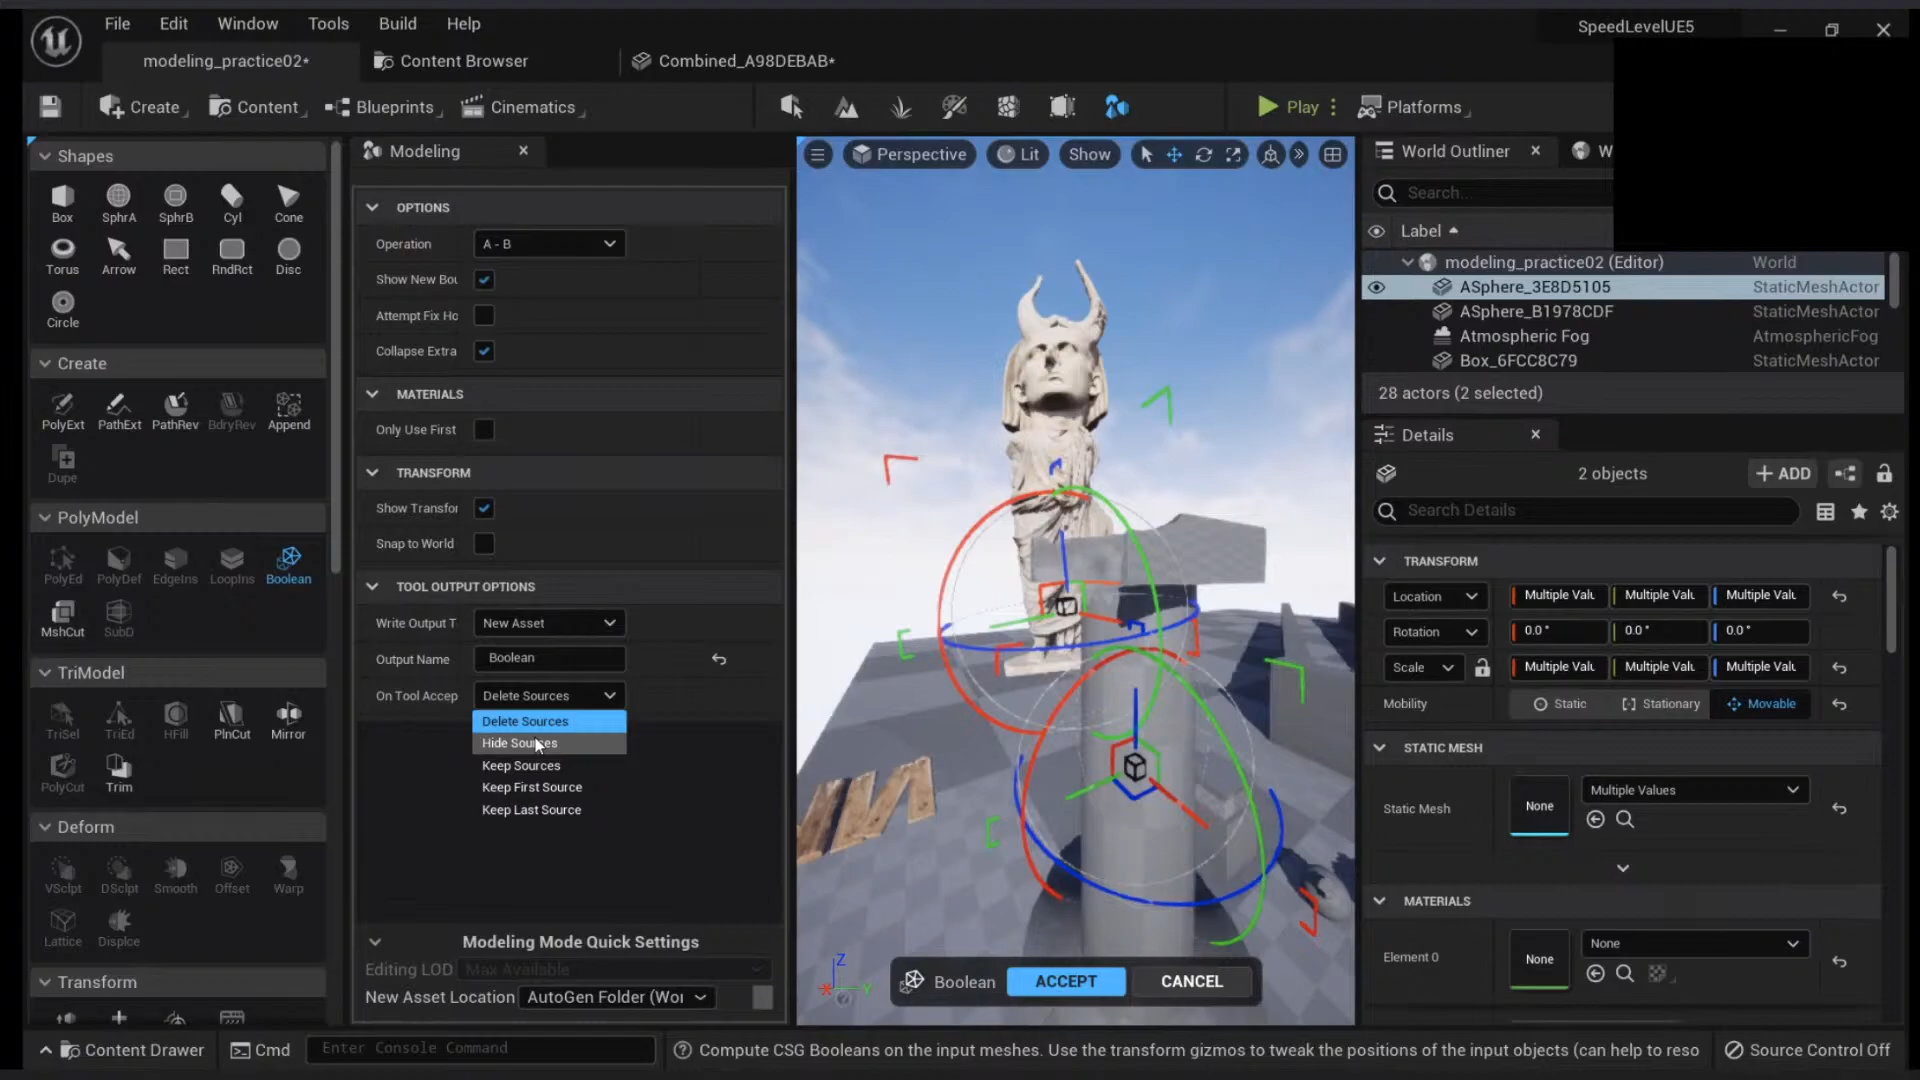 File Edit Window Tools Build Help
SpeedLevelUE5
modeling_practice02*
Content Browser
Combined_A98DEBAB*
Create
Content
Blueprints
Cinematics
Play
Platforms
Shapes
Box SphrA SphrB Cyl Cone
Torus Arrow Rect RndRct Disc
Circle
Create
PolyExt PathExt PathRev BdryRev Append
Dupe
PolyModel
PolyEd PolyDef EdgeIns LoopIns Boolean
MshCut SubD
TriModel
TriSel TriEd HFill PlnCut Mirror
PolyCut Trim
Deform
VSclpt DSclpt Smooth Offset Warp
Lattice Displce
Transform
Modeling
OPTIONS
Operation A - B
Show New Bou
Attempt Fix Ho
Collapse Extra
MATERIALS
Only Use First
TRANSFORM
Show Transfor
Snap to World
TOOL OUTPUT OPTIONS
Write Output T New Asset
Output Name Boolean
On Tool Accep Delete Sources
Delete Sources
Hide Sources
Keep Sources
Keep First Source
Keep Last Source
Modeling Mode Quick Settings
Editing LOD Max Available
New Asset Location AutoGen Folder (Wor
Perspective
Lit
Show
Z
Y
Boolean ACCEPT CANCEL
World Outliner
W
Search...
Label
modeling_practice02 (Editor) World
ASphere_3E8D5105 StaticMeshActor
ASphere_B1978CDF StaticMeshActor
Atmospheric Fog AtmosphericFog
Box_6FCC8C79 StaticMeshActor
28 actors (2 selected)
Details
2 objects
ADD
Search Details
TRANSFORM
Location Multiple Valu Multiple Valu Multiple Valu
Rotation 0.0 ° 0.0 ° 0.0 °
Scale Multiple Valu Multiple Valu Multiple Valu
Mobility Static Stationary Movable
STATIC MESH
Static Mesh None Multiple Values
MATERIALS
Element 0 None None
Content Drawer
Cmd
Enter Console Command
Compute CSG Booleans on the input meshes. Use the transform gizmos to tweak the positions of the input objects (can help to reso
Source Control Off